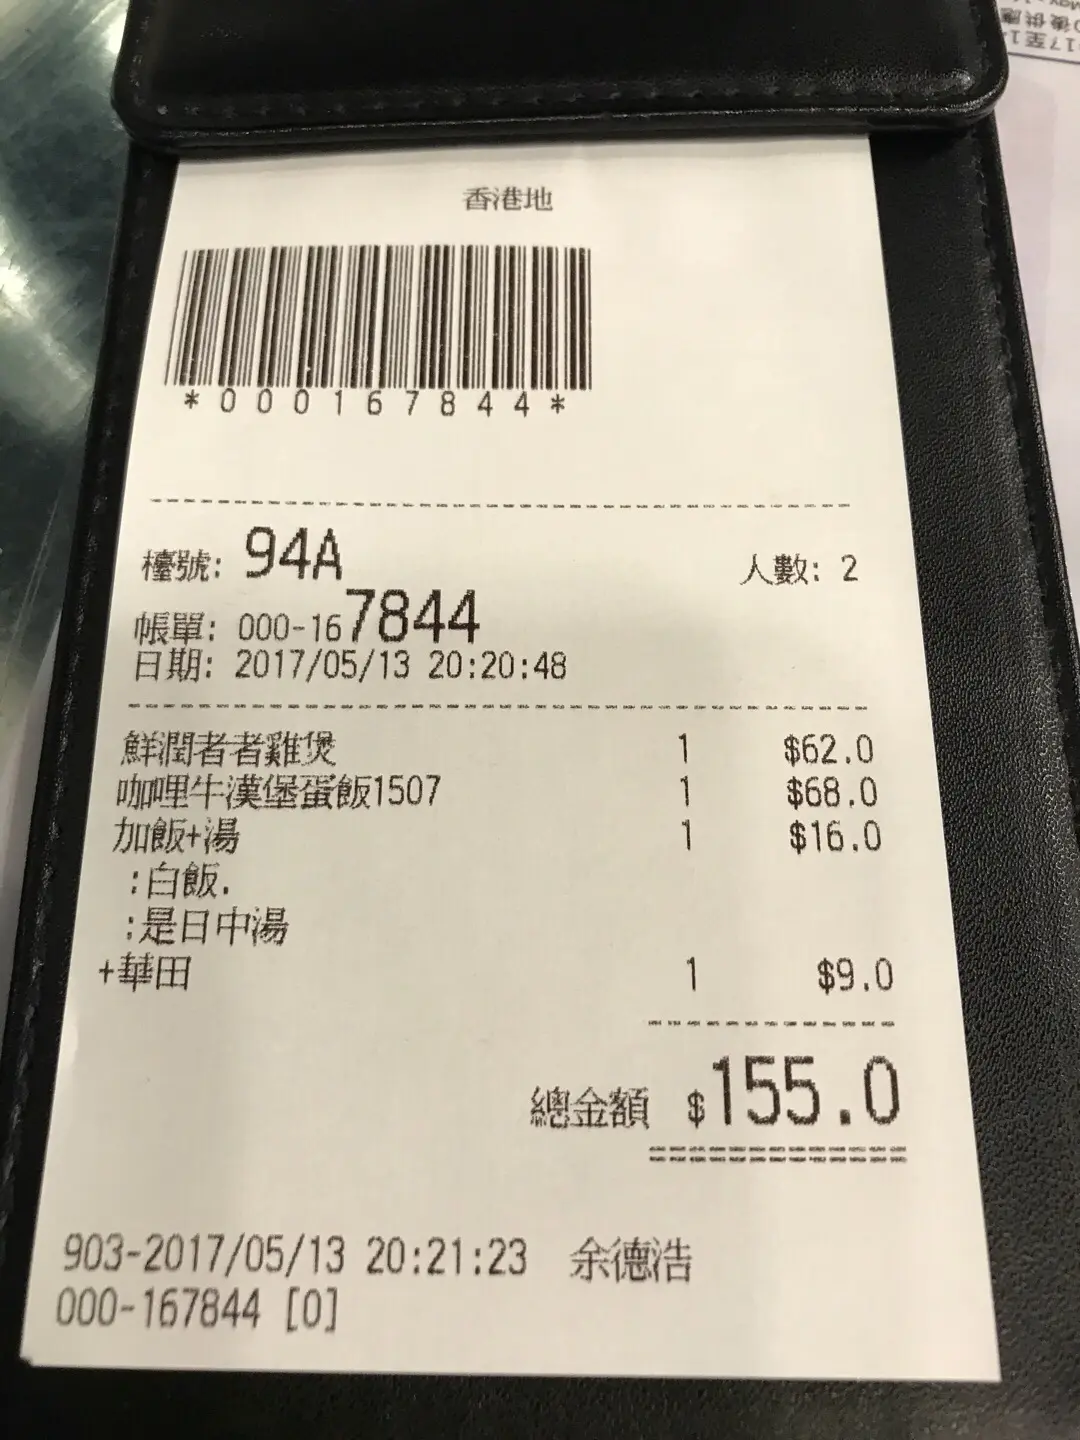 香港地
*000167844*
檯號: 94A 人數: 2
帳單: 000-167844
日期: 2017/05/13 20:20:48
鮮潤者者雞煲 1 $62.0
咖哩牛漢堡蛋飯1507 1 $68.0
加飯+湯 1 $16.0
:白飯.
:是日中湯
+華田 1 $9.0
總金額 $155.0
903-2017/05/13 20:21:23 余德浩
000-167844 [0]